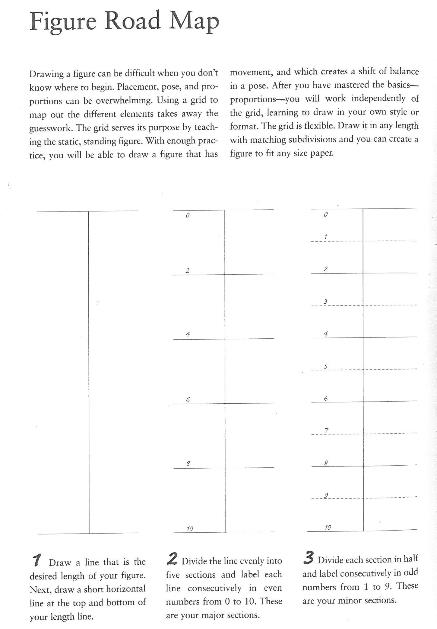 Figure Road Map
Drawing a figure can be difficult when you don't
know where to begin. Placement, pose, and pro-
portions can be overwhelming. Using a grid to
map out the different elements takes away the
guesswork. The grid serves its purpose by teach-
ing the static, standing figure. With enough prac-
tice, you will be able to draw a figure that has
movement, and which creates a shift of balance
in a pose. After you have mastered the basics—
proportions—you will work independently of
the grid, learning to draw in your own style or
format. The grid is flexible. Draw it in any length
with matching subdivisions and you can create a
figure to fit any size paper.
0
2
4
6
8
10
0
1
2
3
4
5
6
7
8
9
10
1 Draw a line that is the
desired length of your figure.
Next, draw a short horizontal
line at the top and bottom of
your length line.
2 Divide the line evenly into
five sections and label each
line consecutively in even
numbers from 0 to 10. These
are your major sections.
3 Divide each section in half
and label consecutively in odd
numbers from 1 to 9. These
are your minor sections.